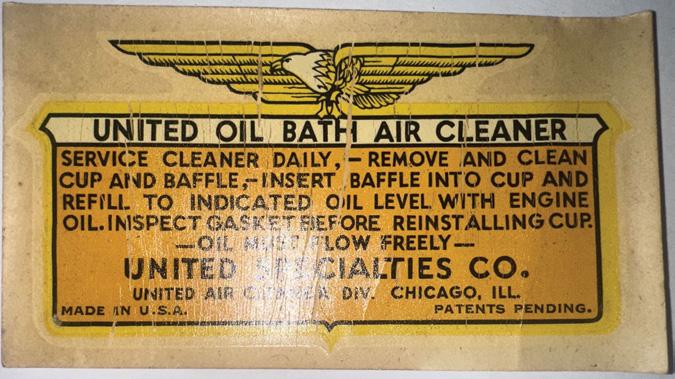 UNITED OIL BATH AIR CLEANER
SERVICE CLEANER DAILY,- REMOVE AND CLEAN
CUP AND BAFFLE,-INSERT BAFFLE INTO CUP AND
REFILL TO INDICATED OIL LEVEL WITH ENGINE
OIL. INSPECT GASKET BEFORE REINSTALLING CUP.
—OIL MUST FLOW FREELY—
UNITED SPECIALTIES CO.
UNITED AIR CLEANER DIV. CHICAGO, ILL.
MADE IN U.S.A. PATENTS PENDING.